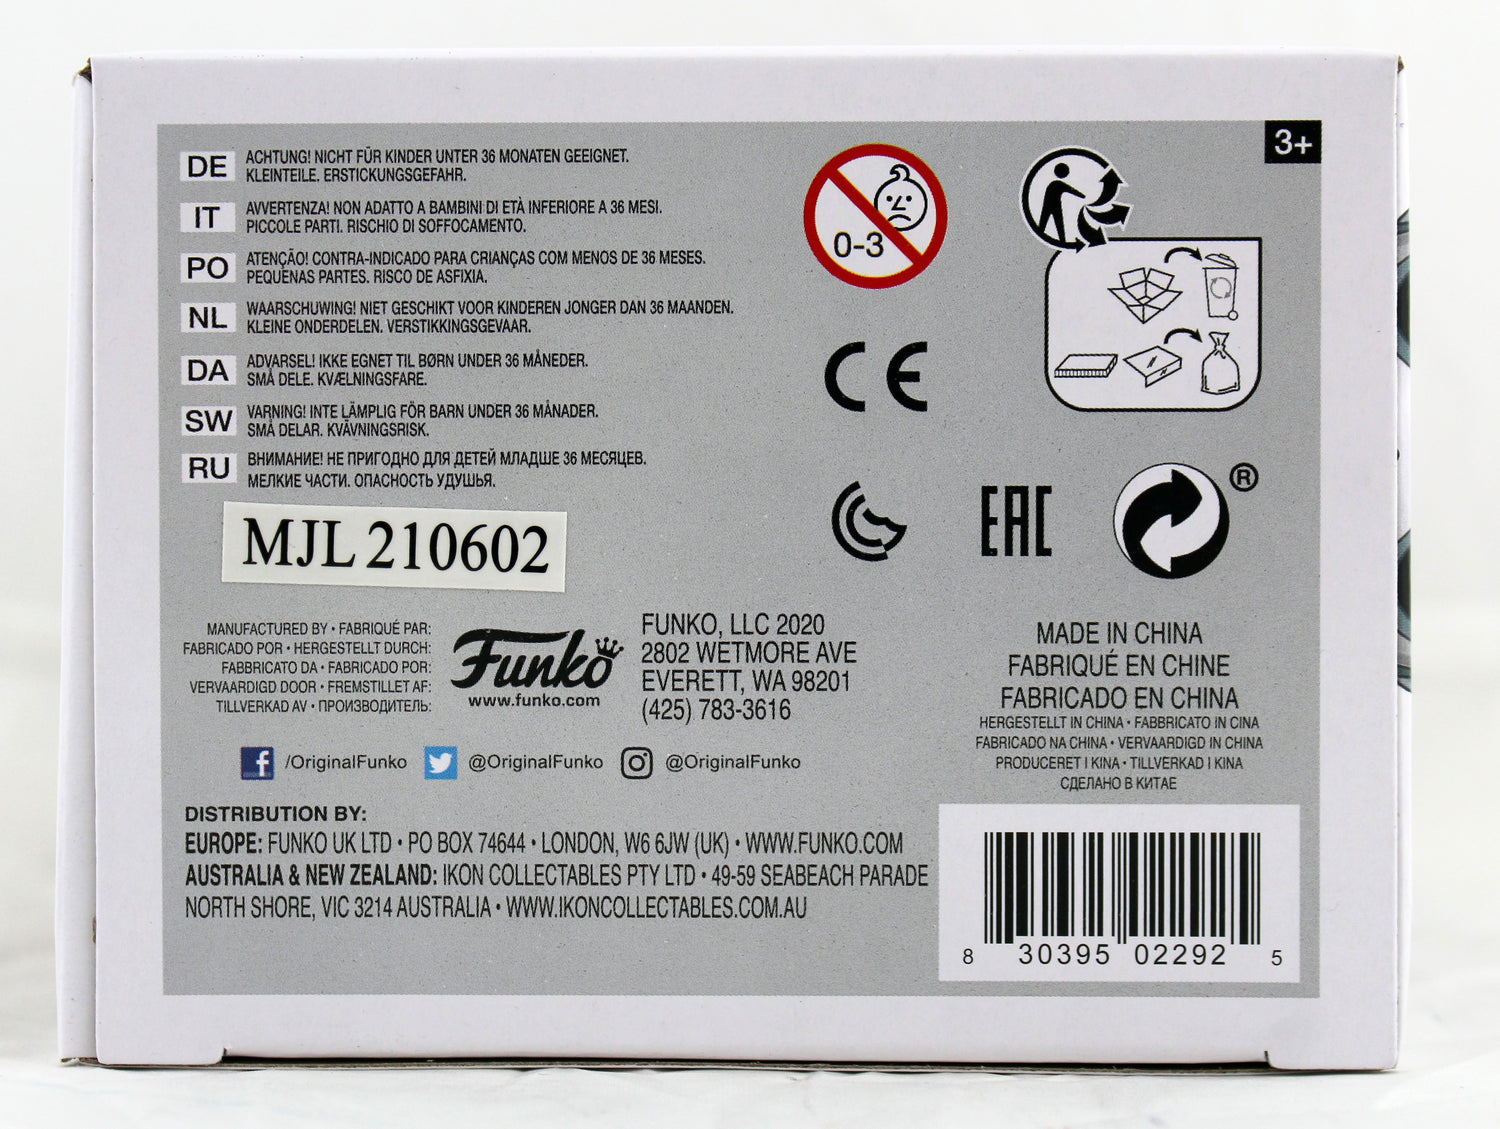 3+
DE
ACHTUNG! NICHT FÜR KINDER UNTER 36 MONATEN GEEIGNET.
KLEINTEILE. ERSTICKUNGSGEFAHR.
IT
AVVERTENZA! NON ADATTO A BAMBINI DI ETÀ INFERIORE A 36 MESI.
PICCOLE PARTI. RISCHIO DI SOFFOCAMENTO.
PO
ATENÇÃO! CONTRA-INDICADO PARA CRIANÇAS COM MENOS DE 36 MESES.
PEQUENAS PARTES. RISCO DE ASFIXIA.
NL
WAARSCHUWING! NIET GESCHIKT VOOR KINDEREN JONGER DAN 36 MAANDEN.
KLEINE ONDERDELEN. VERSTIKKINGSGEVAAR.
DA
ADVARSEL! IKKE EGNET TIL BØRN UNDER 36 MÅNEDER.
SMÅ DELE. KVÆLNINGSFARE.
SW
VARNING! INTE LÄMPLIG FÖR BARN UNDER 36 MÅNADER.
SMÅ DELAR. KVÄVNINGSRISK.
RU
ВНИМАНИЕ! НЕ ПРИГОДНО ДЛЯ ДЕТЕЙ МЛАДШЕ 36 МЕСЯЦЕВ.
МЕЛКИЕ ЧАСТИ. ОПАСНОСТЬ УДУШЬЯ.
0-3
CE
EAC
®
MJL 210602
MANUFACTURED BY • FABRIQUÉ PAR:
FABRICADO POR • HERGESTELLT DURCH:
FABBRICATO DA • FABRICADO POR:
VERVAARDIGD DOOR • FREMSTILLET AF:
TILLVERKAD AV • ПРОИЗВОДИТЕЛЬ:
Funko
www.funko.com
FUNKO, LLC 2020
2802 WETMORE AVE
EVERETT, WA 98201
(425) 783-3616
MADE IN CHINA
FABRIQUÉ EN CHINE
FABRICADO EN CHINA
HERGESTELLT IN CHINA • FABBRICATO IN CINA
FABRICADO NA CHINA • VERVAARDIGD IN CHINA
PRODUCERET I KINA • TILLVERKAD I KINA
СДЕЛАНО В КИТАЕ
/OriginalFunko @OriginalFunko @OriginalFunko
DISTRIBUTION BY:
EUROPE: FUNKO UK LTD • PO BOX 74644 • LONDON, W6 6JW (UK) • WWW.FUNKO.COM
AUSTRALIA & NEW ZEALAND: IKON COLLECTABLES PTY LTD • 49-59 SEABEACH PARADE
NORTH SHORE, VIC 3214 AUSTRALIA • WWW.IKONCOLLECTABLES.COM.AU
8 30395 02292 5